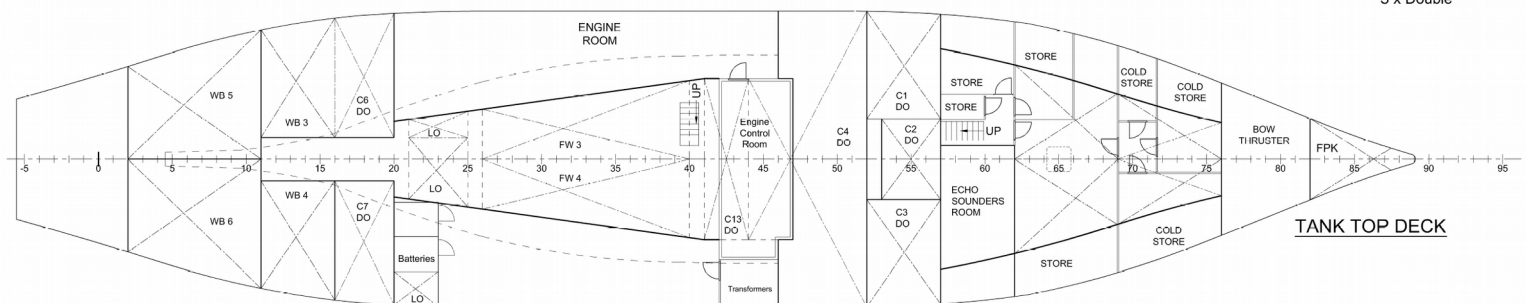 3 x Double
ENGINE
ROOM
STORE
COLD
STORE
COLD
STORE
STORE
STORE
WB 5
WB 3
C6
DO
LO
UP
Engine
Control
Room
C4
DO
C1
DO
C2
DO
UP
BOW
THRUSTER
FPK
FW 3
FW 4
-5 0 5 10 15 20 25 30 35 40 45 50 55 60 65 70 75 80 85 90 95
LO
WB 6
WB 4
C7
DO
C13
DO
C3
DO
ECHO
SOUNDERS
ROOM
COLD
STORE
TANK TOP DECK
Batteries
STORE
Transformers
LO